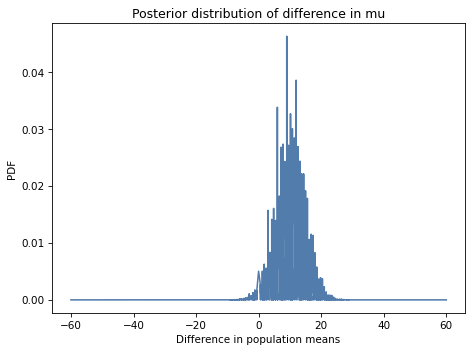 Posterior distribution of difference in mu
PDF
0.04
0.03
0.02
0.01
0.00
−60 −40 −20 0 20 40 60
Difference in population means